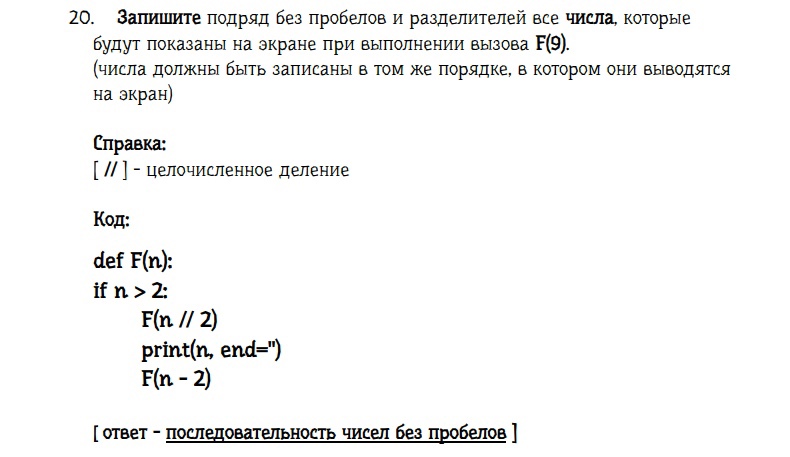 20. Запишите подряд без пробелов и разделителей все числа, которые
будут показаны на экране при выполнении вызова F(9).
(числа должны быть записаны в том же порядке, в котором они выводятся
на экран)
Справка:
[ // ] - целочисленное деление
Код:
def F(n):
if n > 2:
F(n // 2)
print(n, end='')
F(n - 2)
[ ответ - последовательность чисел без пробелов ]